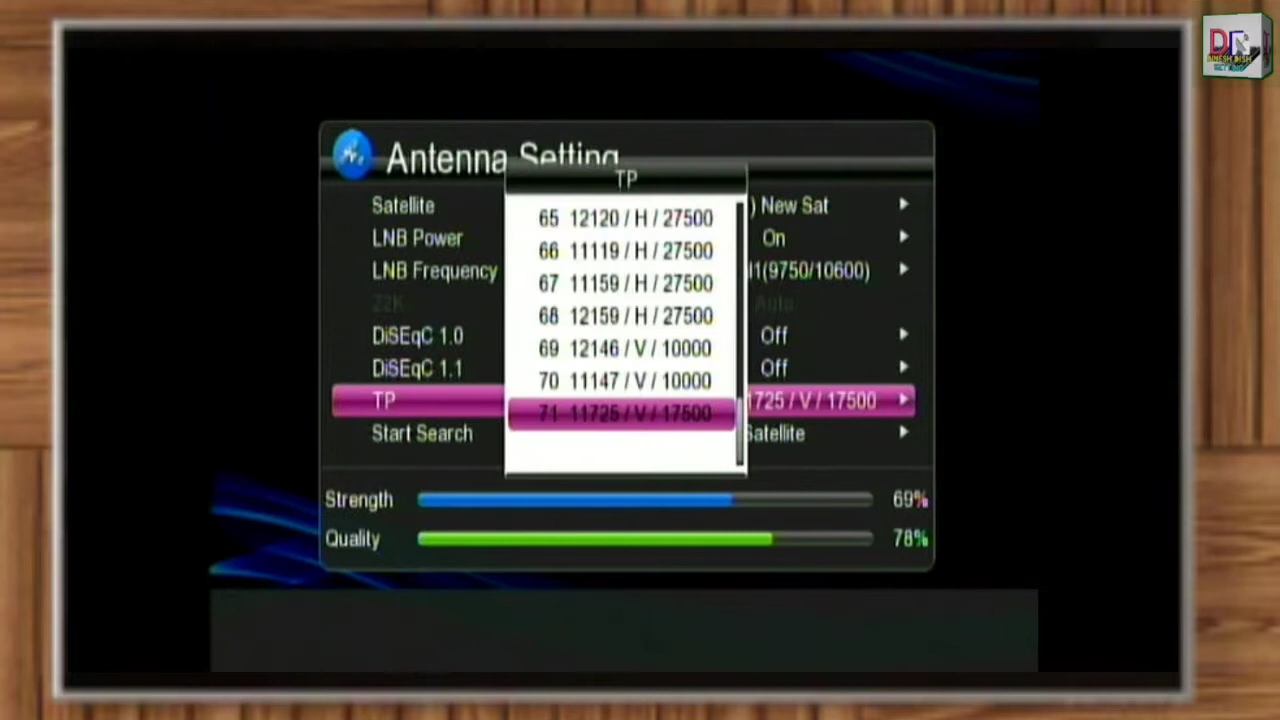 Antenna Setting
TP
Satellite
) New Sat
LNB Power
On
LNB Frequency
(9750/10600)
22K
Auto
DiSEqC 1.0
Off
DiSEqC 1.1
Off
TP
1725 / V / 17500
Start Search
Satellite
65 12120 / H / 27500
66 11119 / H / 27500
67 11159 / H / 27500
68 12159 / H / 27500
69 12146 / V / 10000
70 11147 / V / 10000
71 11725 / V / 17500
Strength
69%
Quality
78%